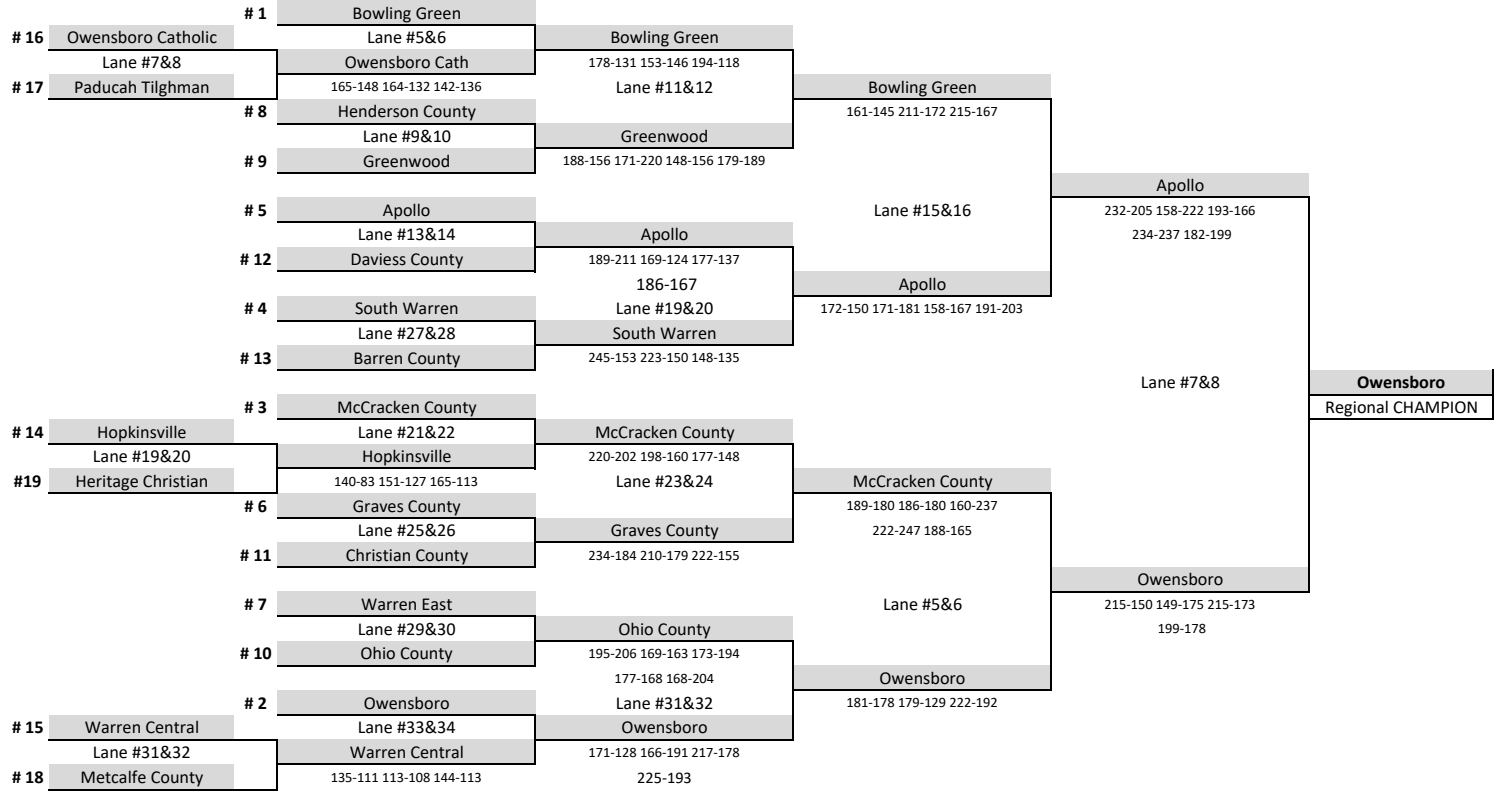 # 1 Bowling Green
# 16 Owensboro Catholic Lane #5&6 Bowling Green
Lane #7&8 Owensboro Cath 178-131 153-146 194-118
# 17 Paducah Tilghman 165-148 164-132 142-136 Lane #11&12 Bowling Green
# 8 Henderson County 161-145 211-172 215-167
Lane #9&10 Greenwood
# 9 Greenwood 188-156 171-220 148-156 179-189
Apollo
# 5 Apollo Lane #15&16 232-205 158-222 193-166
Lane #13&14 Apollo 234-237 182-199
# 12 Daviess County 189-211 169-124 177-137
186-167 Apollo
# 4 South Warren Lane #19&20 172-150 171-181 158-167 191-203
Lane #27&28 South Warren
# 13 Barren County 245-153 223-150 148-135
Lane #7&8 Owensboro
# 3 McCracken County Regional CHAMPION
# 14 Hopkinsville Lane #21&22 McCracken County
Lane #19&20 Hopkinsville 220-202 198-160 177-148
#19 Heritage Christian 140-83 151-127 165-113 Lane #23&24 McCracken County
# 6 Graves County 189-180 186-180 160-237
Lane #25&26 Graves County 222-247 188-165
# 11 Christian County 234-184 210-179 222-155
Owensboro
# 7 Warren East Lane #5&6 215-150 149-175 215-173
Lane #29&30 Ohio County 199-178
# 10 Ohio County 195-206 169-163 173-194
177-168 168-204 Owensboro
# 2 Owensboro Lane #31&32 181-178 179-129 222-192
# 15 Warren Central Lane #33&34 Owensboro
Lane #31&32 Warren Central 171-128 166-191 217-178
# 18 Metcalfe County 135-111 113-108 144-113 225-193